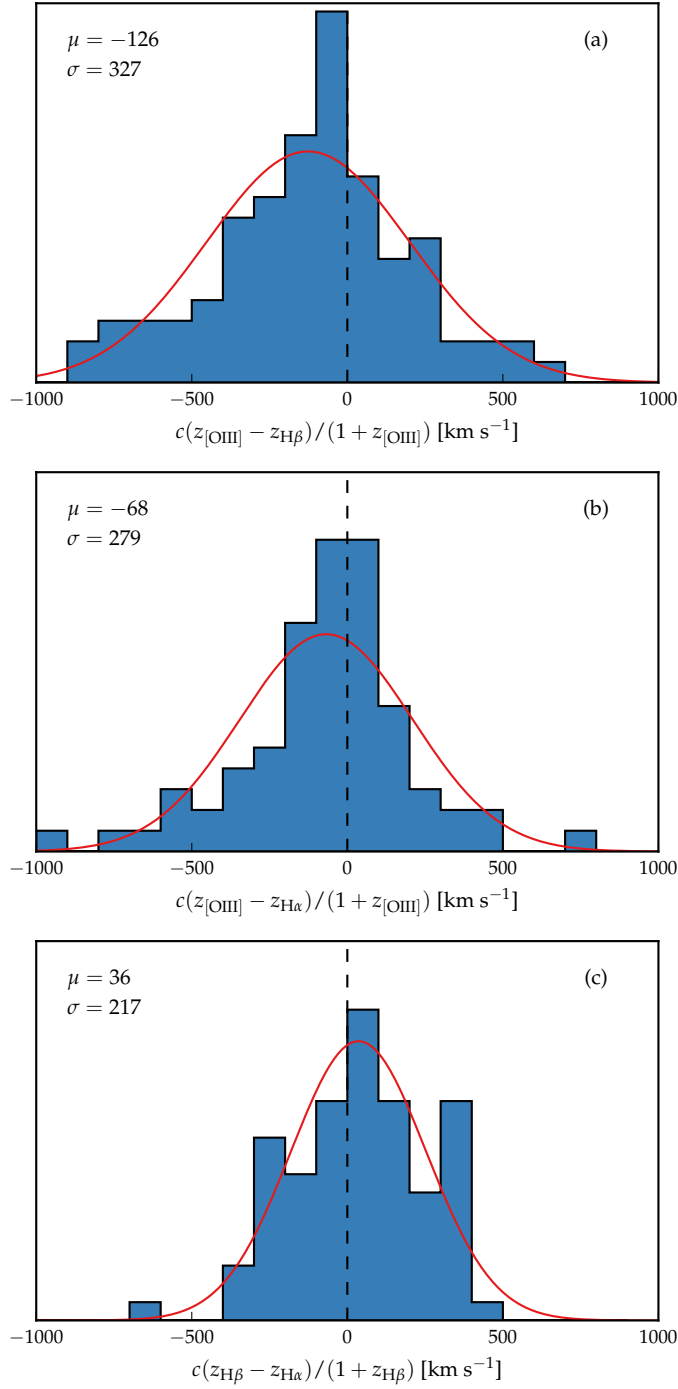 μ = −126
(a)
σ = 327
−1000 −500 0 500 1000
c(z[OIII] − zHβ)/(1 + z[OIII]) [km s−1]
μ = −68
(b)
σ = 279
−1000 −500 0 500 1000
c(z[OIII] − zHα)/(1 + z[OIII]) [km s−1]
μ = 36
(c)
σ = 217
−1000 −500 0 500 1000
c(zHβ − zHα)/(1 + zHβ) [km s−1]